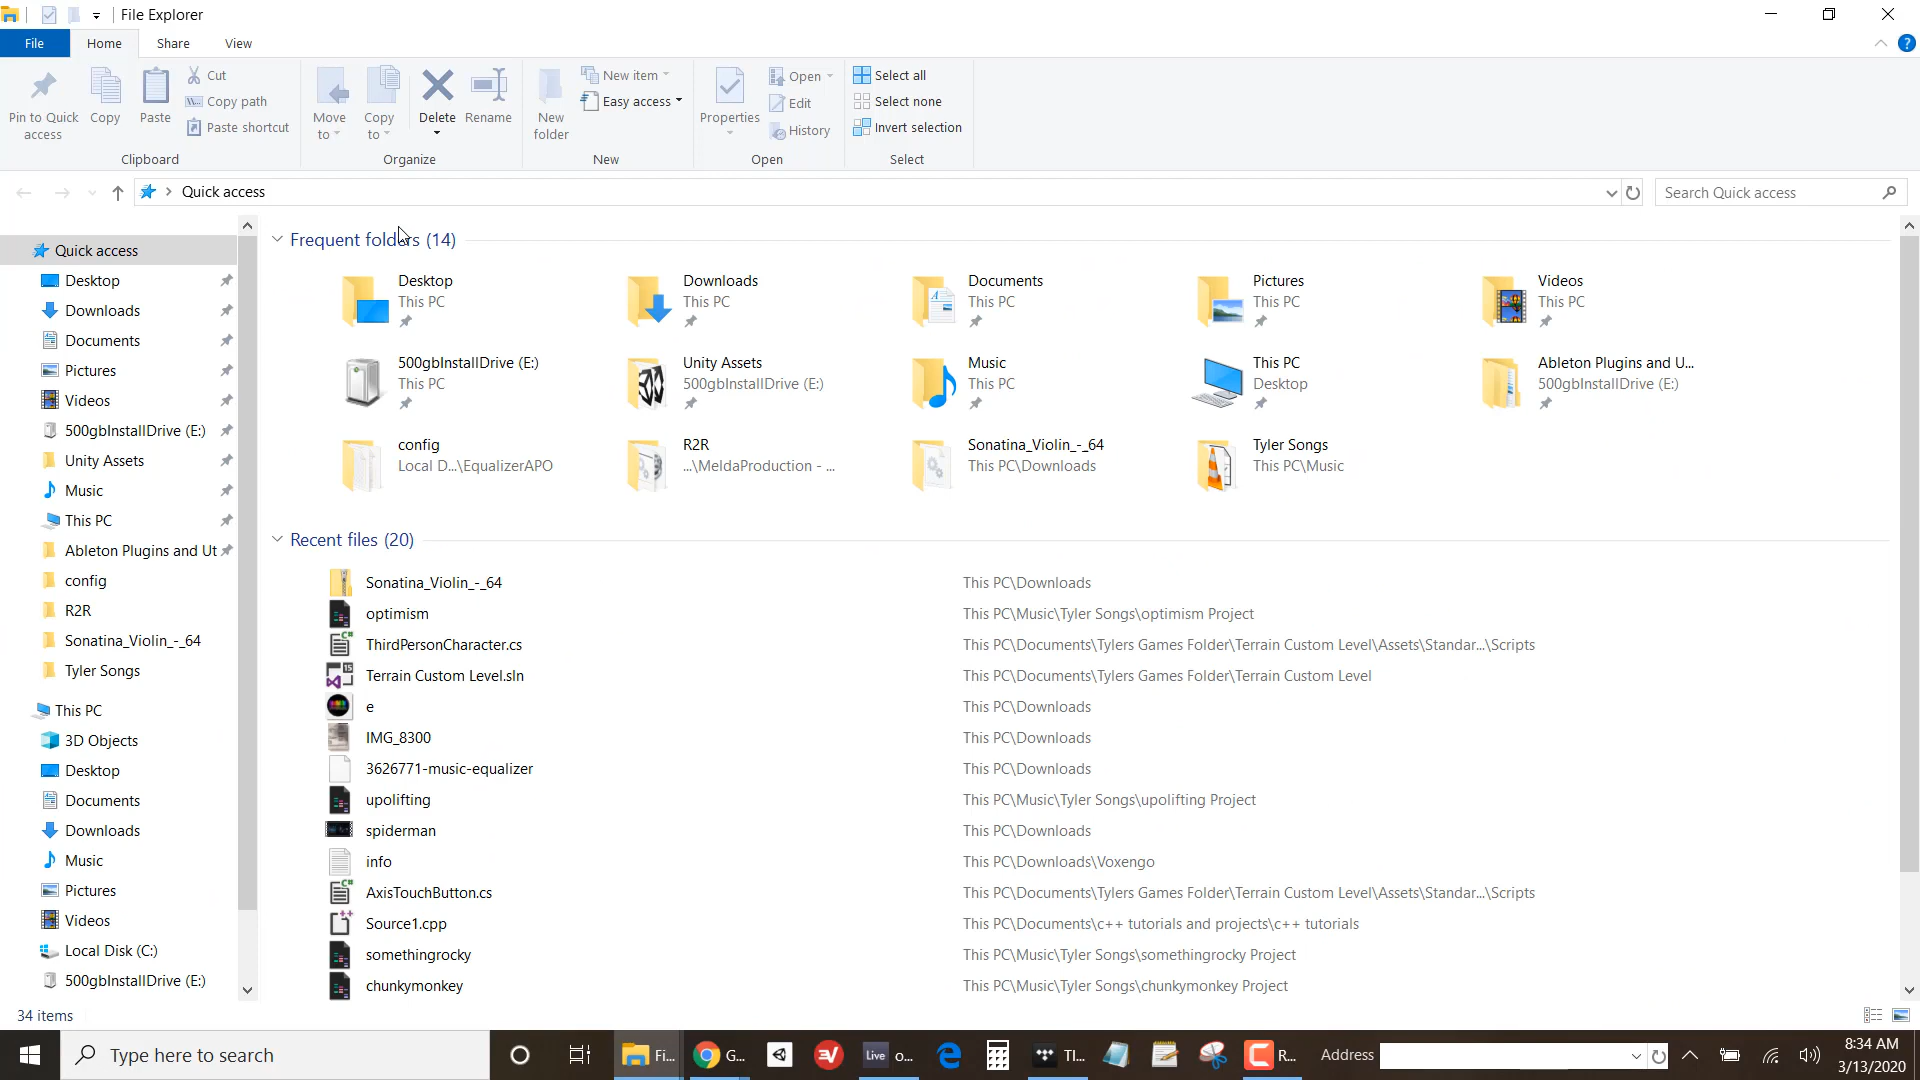 File Explorer
File Home Share View
Pin to Quick access
Copy
Paste
Cut
Copy path
Paste shortcut
Clipboard
Move to
Copy to
Delete
Rename
Organize
New folder
New item
Easy access
New
Properties
Open
Edit
History
Open
Select all
Select none
Invert selection
Select
Quick access
Search Quick access
Quick access
Desktop
Downloads
Documents
Pictures
Videos
500gbInstallDrive (E:)
Unity Assets
Music
This PC
Ableton Plugins and Ut
config
R2R
Sonatina_Violin_-_64
Tyler Songs
This PC
3D Objects
Desktop
Documents
Downloads
Music
Pictures
Videos
Local Disk (C:)
500gbInstallDrive (E:)
Frequent folders (14)
Desktop
This PC
Downloads
This PC
Documents
This PC
Pictures
This PC
Videos
This PC
500gbInstallDrive (E:)
This PC
Unity Assets
500gbInstallDrive (E:)
Music
This PC
This PC
Desktop
Ableton Plugins and U...
500gbInstallDrive (E:)
config
Local D...\EqualizerAPO
R2R
...\MeldaProduction - ...
Sonatina_Violin_-_64
This PC\Downloads
Tyler Songs
This PC\Music
Recent files (20)
Sonatina_Violin_-_64 This PC\Downloads
optimism This PC\Music\Tyler Songs\optimism Project
ThirdPersonCharacter.cs This PC\Documents\Tylers Games Folder\Terrain Custom Level\Assets\Standar...\Scripts
Terrain Custom Level.sln This PC\Documents\Tylers Games Folder\Terrain Custom Level
e This PC\Downloads
IMG_8300 This PC\Downloads
3626771-music-equalizer This PC\Downloads
upolifting This PC\Music\Tyler Songs\upolifting Project
spiderman This PC\Downloads
info This PC\Downloads\Voxengo
AxisTouchButton.cs This PC\Documents\Tylers Games Folder\Terrain Custom Level\Assets\Standar...\Scripts
Source1.cpp This PC\Documents\c++ tutorials and projects\c++ tutorials
somethingrocky This PC\Music\Tyler Songs\somethingrocky Project
chunkymonkey This PC\Music\Tyler Songs\chunkymonkey Project
34 items
Type here to search
Fi...
G...
Live o...
TI...
R...
Address
8:34 AM
3/13/2020